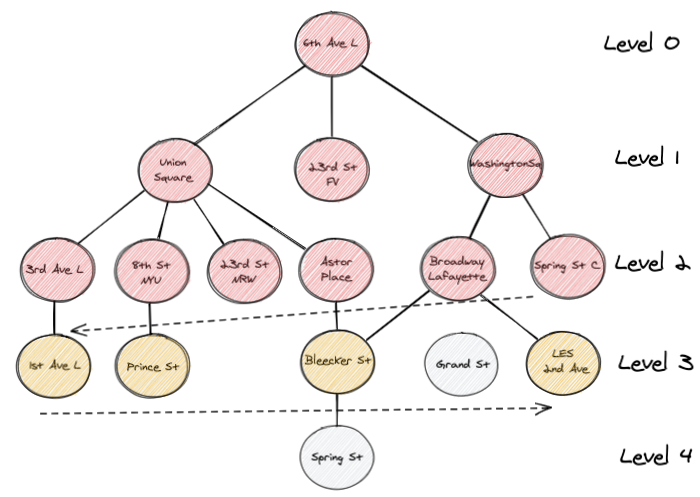 6th Ave L
Level 0
Union
Square
23rd St
FV
WashingtonSq
Level 1
3rd Ave L
8th St
NYU
23rd St
NRW
Astor
Place
Broadway
Lafayette
Spring St C
Level 2
1st Ave L
Prince St
Bleecker St
Grand St
LES
2nd Ave
Level 3
Spring St
Level 4